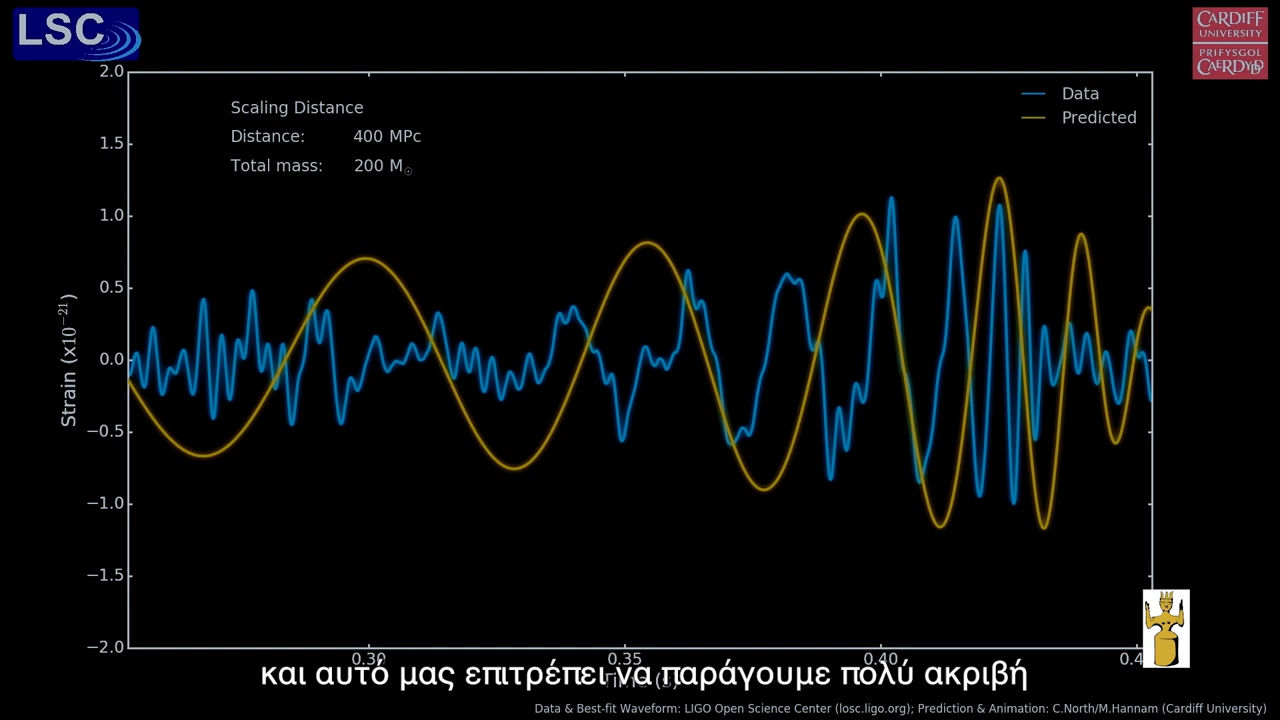 LSC
CARDIFF
UNIVERSITY
PRIFYSGOL
CAERDYDD
2.0
1.5
1.0
0.5
0.0
−0.5
−1.0
−1.5
−2.0
Strain (x10⁻²¹)
Scaling Distance
Distance: 400 MPc
Total mass: 200 M☉
Data
Predicted
0.30 0.35 0.40
Time (s)
και αυτό μας επιτρέπει να παράγουμε πολύ ακριβή
Data & Best-fit Waveform: LIGO Open Science Center (losc.ligo.org); Prediction & Animation: C.North/M.Hannam (Cardiff University)